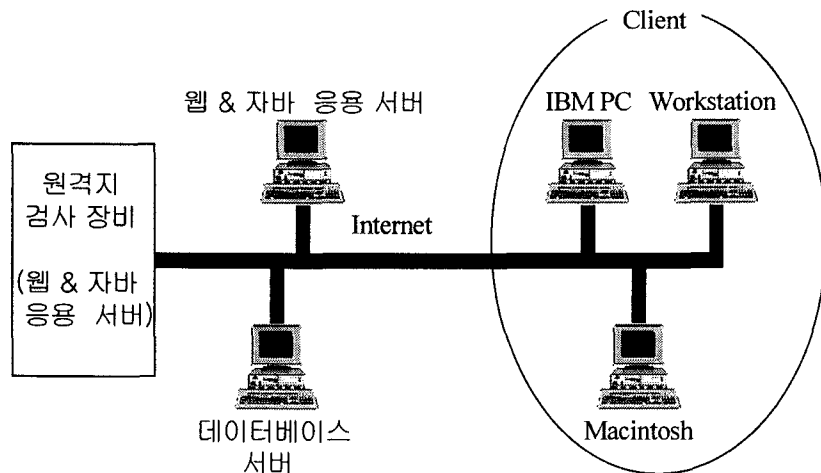 Client
웹 & 자바 응용 서버
IBM PC
Workstation
원격지
검사 장비
(웹 & 자바
응용 서버)
Internet
데이터베이스
서버
Macintosh